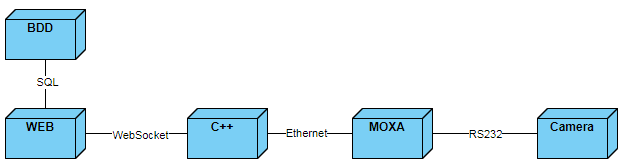 BDD
SQL
WEB
WebSocket
C++
Ethernet
MOXA
RS232
Camera